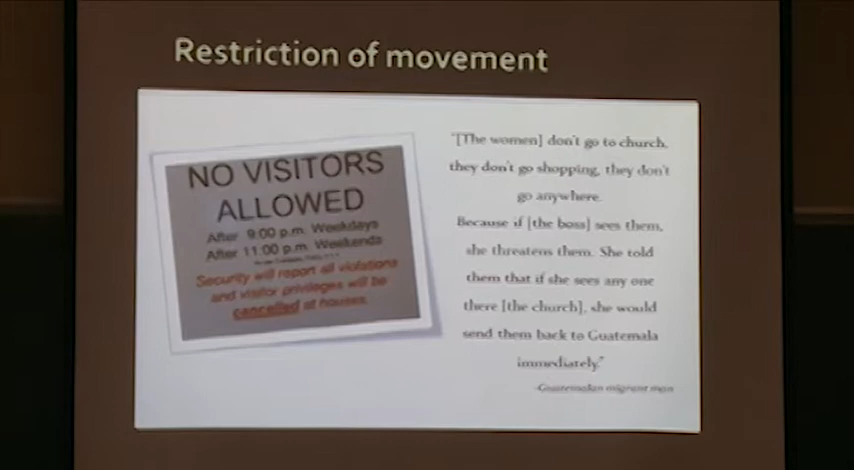 Restriction of movement
NO VISITORS
ALLOWED
After 9:00 p.m. Weekdays
After 11:00 p.m. Weekends
Security will report all violations
and visitor privileges will be
cancelled at houses.
"[The women] don't go to church,
they don't go shopping, they don't
go anywhere.
Because if [the boss] sees them,
she threatens them. She told
them that if she sees any one
there [the church], she would
send them back to Guatemala
immediately."
-Guatemalan migrant man